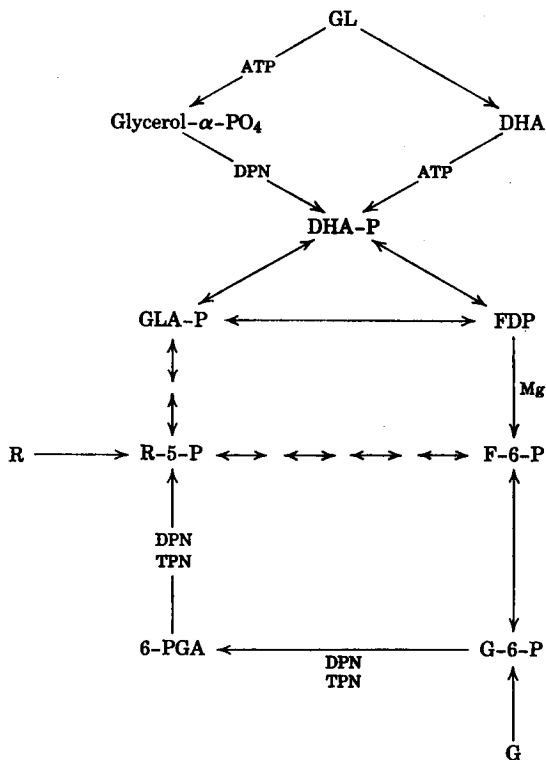 GL
ATP
Glycerol-α-PO₄
DHA
DPN
ATP
DHA-P
GLA-P
FDP
Mg
R
R-5-P
F-6-P
DPN
TPN
6-PGA
G-6-P
DPN
TPN
G